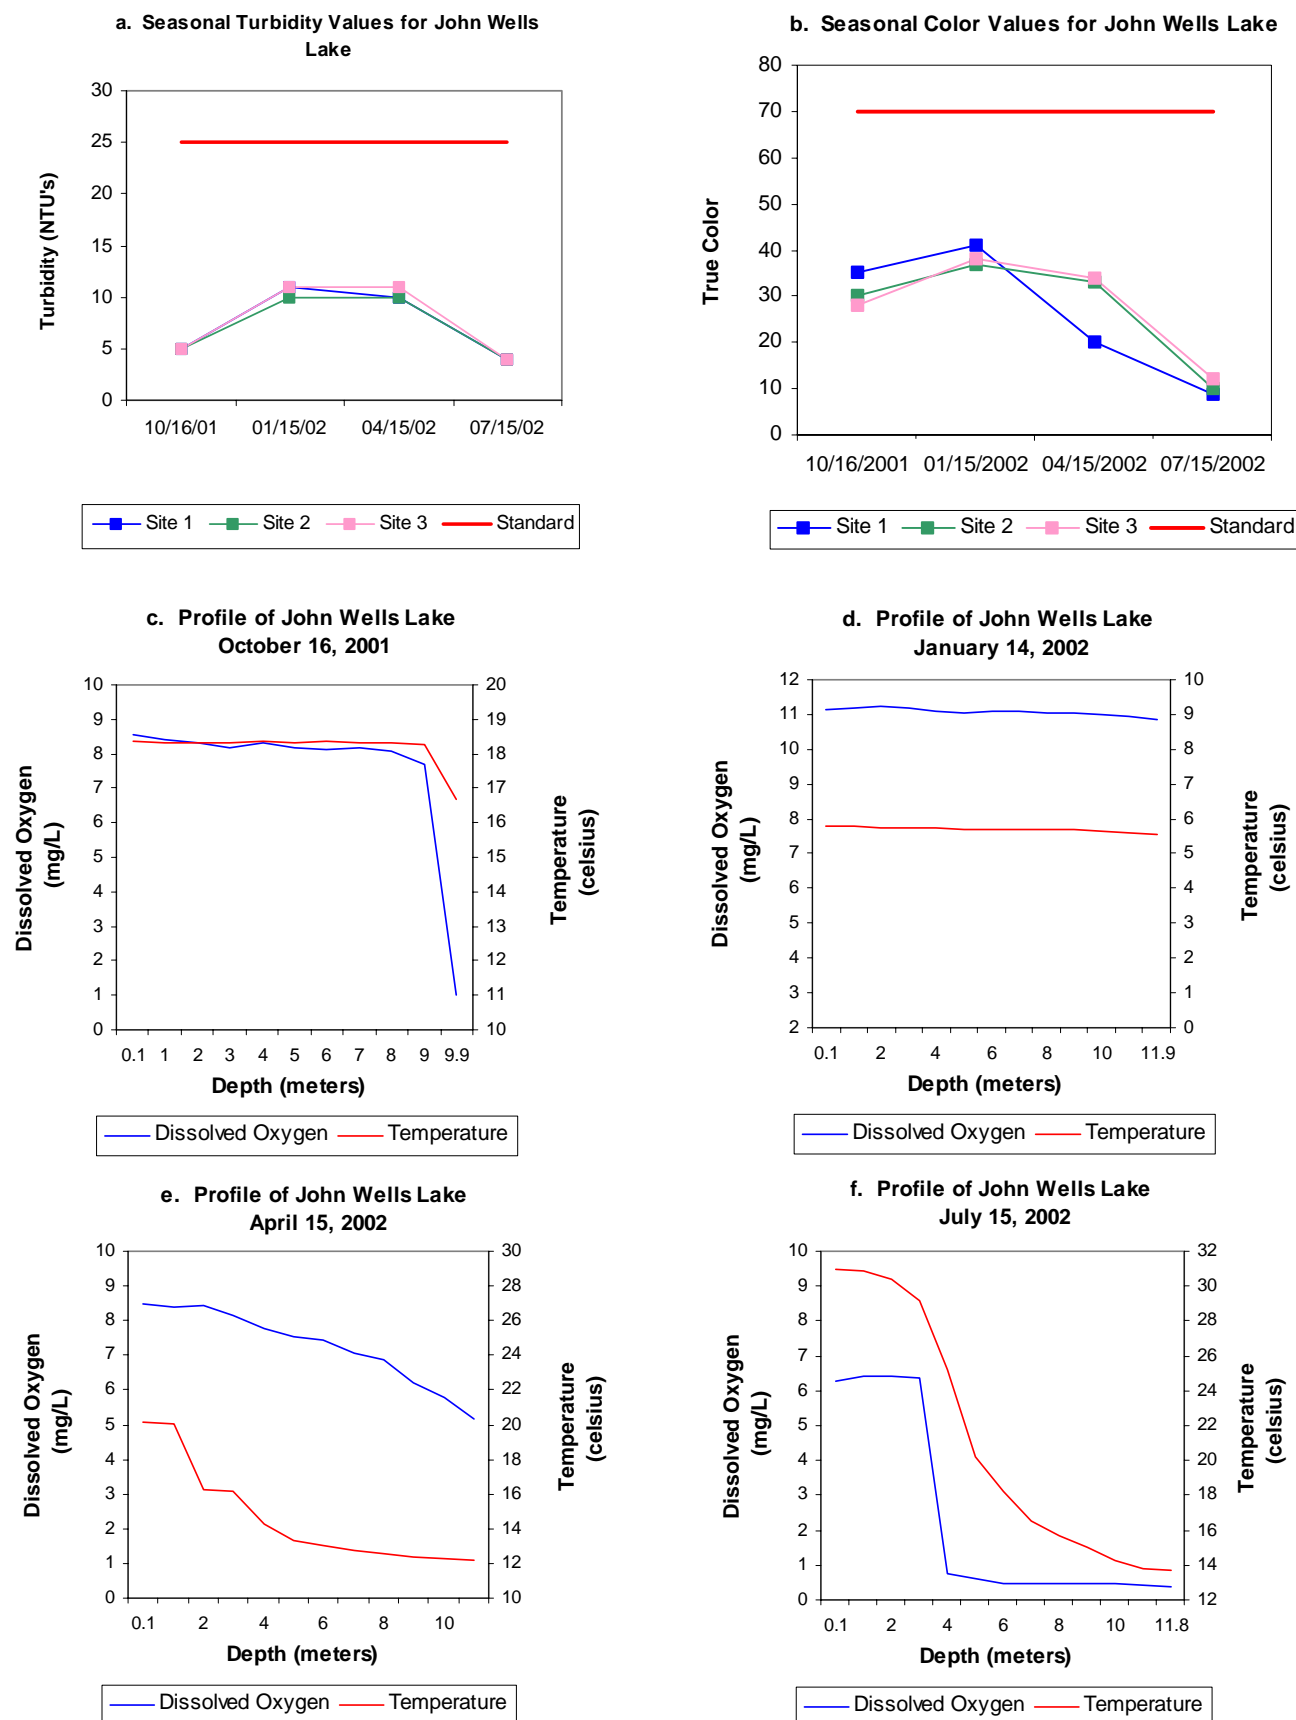 a. Seasonal Turbidity Values for John Wells
Lake
30
25
20
15
10
5
0
Turbidity (NTU's)
10/16/01 01/15/02 04/15/02 07/15/02
Site 1 Site 2 Site 3 Standard
b. Seasonal Color Values for John Wells Lake
80
70
60
50
40
30
20
10
0
True Color
10/16/2001 01/15/2002 04/15/2002 07/15/2002
Site 1 Site 2 Site 3 Standard
c. Profile of John Wells Lake
October 16, 2001
10
9
8
7
6
5
4
3
2
1
0
Dissolved Oxygen
(mg/L)
20
19
18
17
16
15
14
13
12
11
10
Temperature
(celsius)
0.1 1 2 3 4 5 6 7 8 9 9.9
Depth (meters)
Dissolved Oxygen Temperature
d. Profile of John Wells Lake
January 14, 2002
12
11
10
9
8
7
6
5
4
3
2
Dissolved Oxygen
(mg/L)
10
9
8
7
6
5
4
3
2
1
0
Temperature
(celsius)
0.1 2 4 6 8 10 11.9
Depth (meters)
Dissolved Oxygen Temperature
e. Profile of John Wells Lake
April 15, 2002
10
9
8
7
6
5
4
3
2
1
0
Dissolved Oxygen
(mg/L)
30
28
26
24
22
20
18
16
14
12
10
Temperature
(celsius)
0.1 2 4 6 8 10
Depth (meters)
Dissolved Oxygen Temperature
f. Profile of John Wells Lake
July 15, 2002
10
9
8
7
6
5
4
3
2
1
0
Dissolved Oxygen
(mg/L)
32
30
28
26
24
22
20
18
16
14
12
Temperature
(celsius)
0.1 2 4 6 8 10 11.8
Depth (meters)
Dissolved Oxygen Temperature